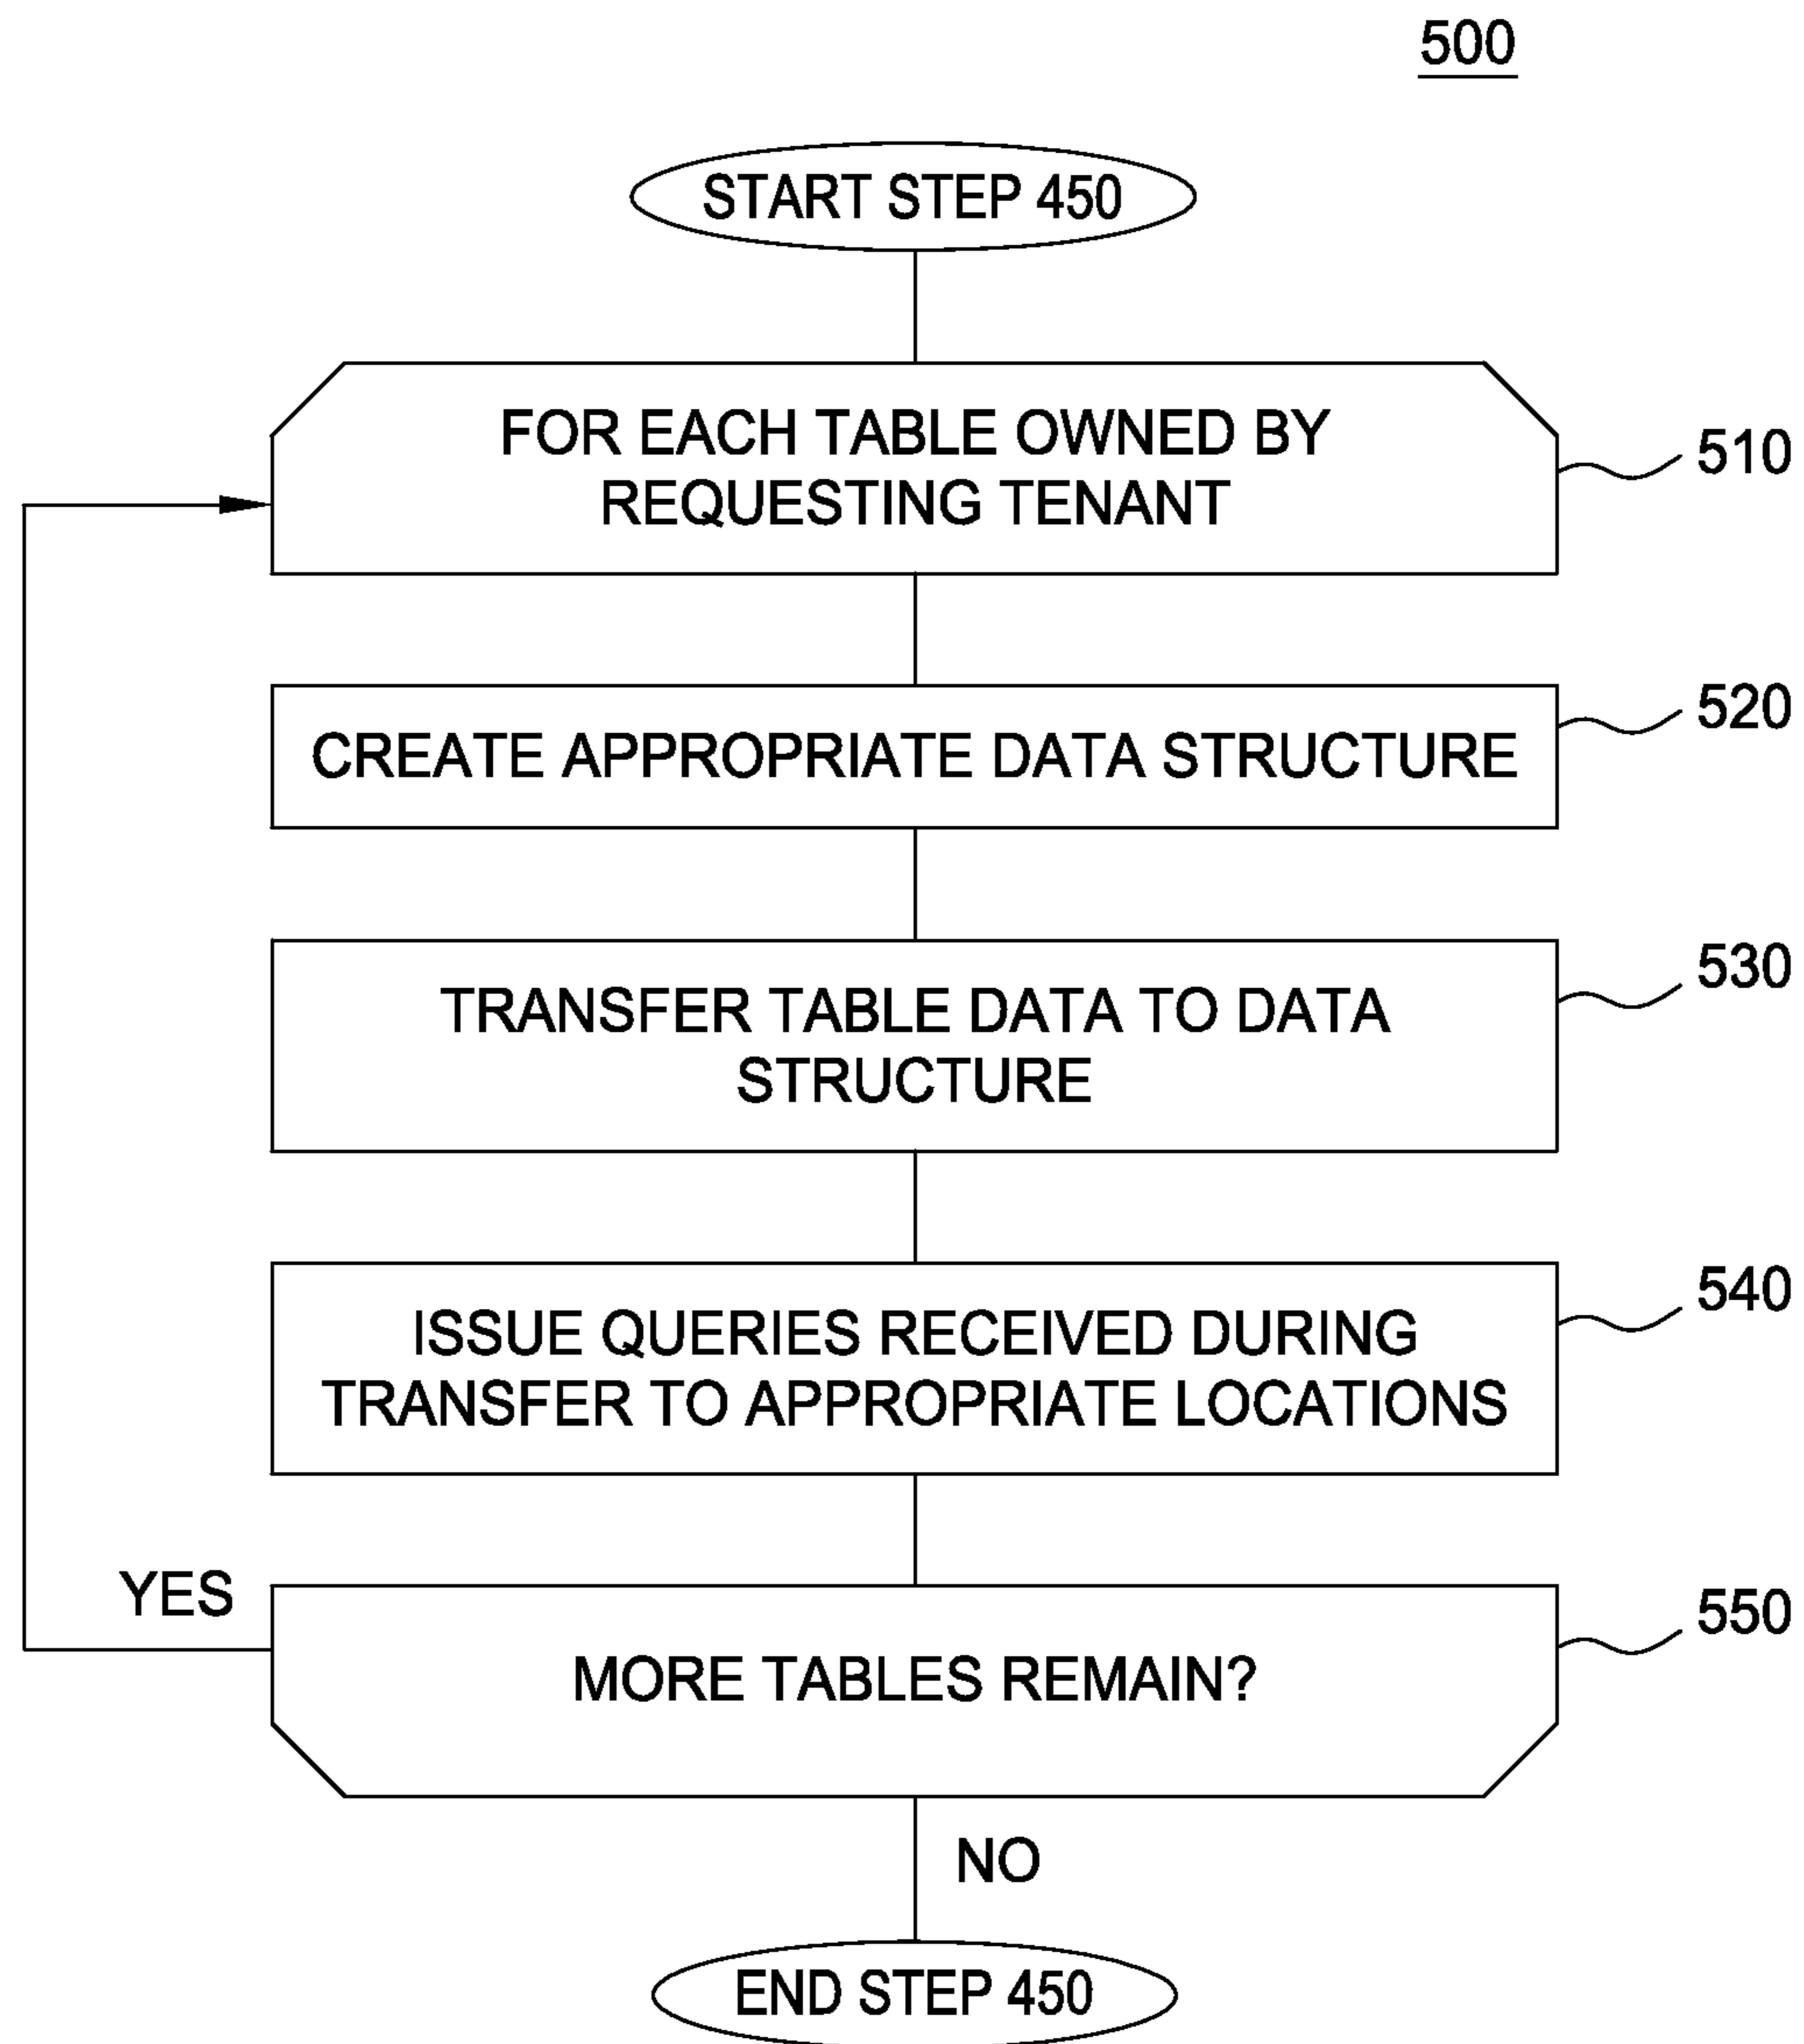 500
START STEP 450
FOR EACH TABLE OWNED BY
REQUESTING TENANT
510
CREATE APPROPRIATE DATA STRUCTURE
520
TRANSFER TABLE DATA TO DATA
STRUCTURE
530
ISSUE QUERIES RECEIVED DURING
TRANSFER TO APPROPRIATE LOCATIONS
540
YES
MORE TABLES REMAIN?
550
NO
END STEP 450